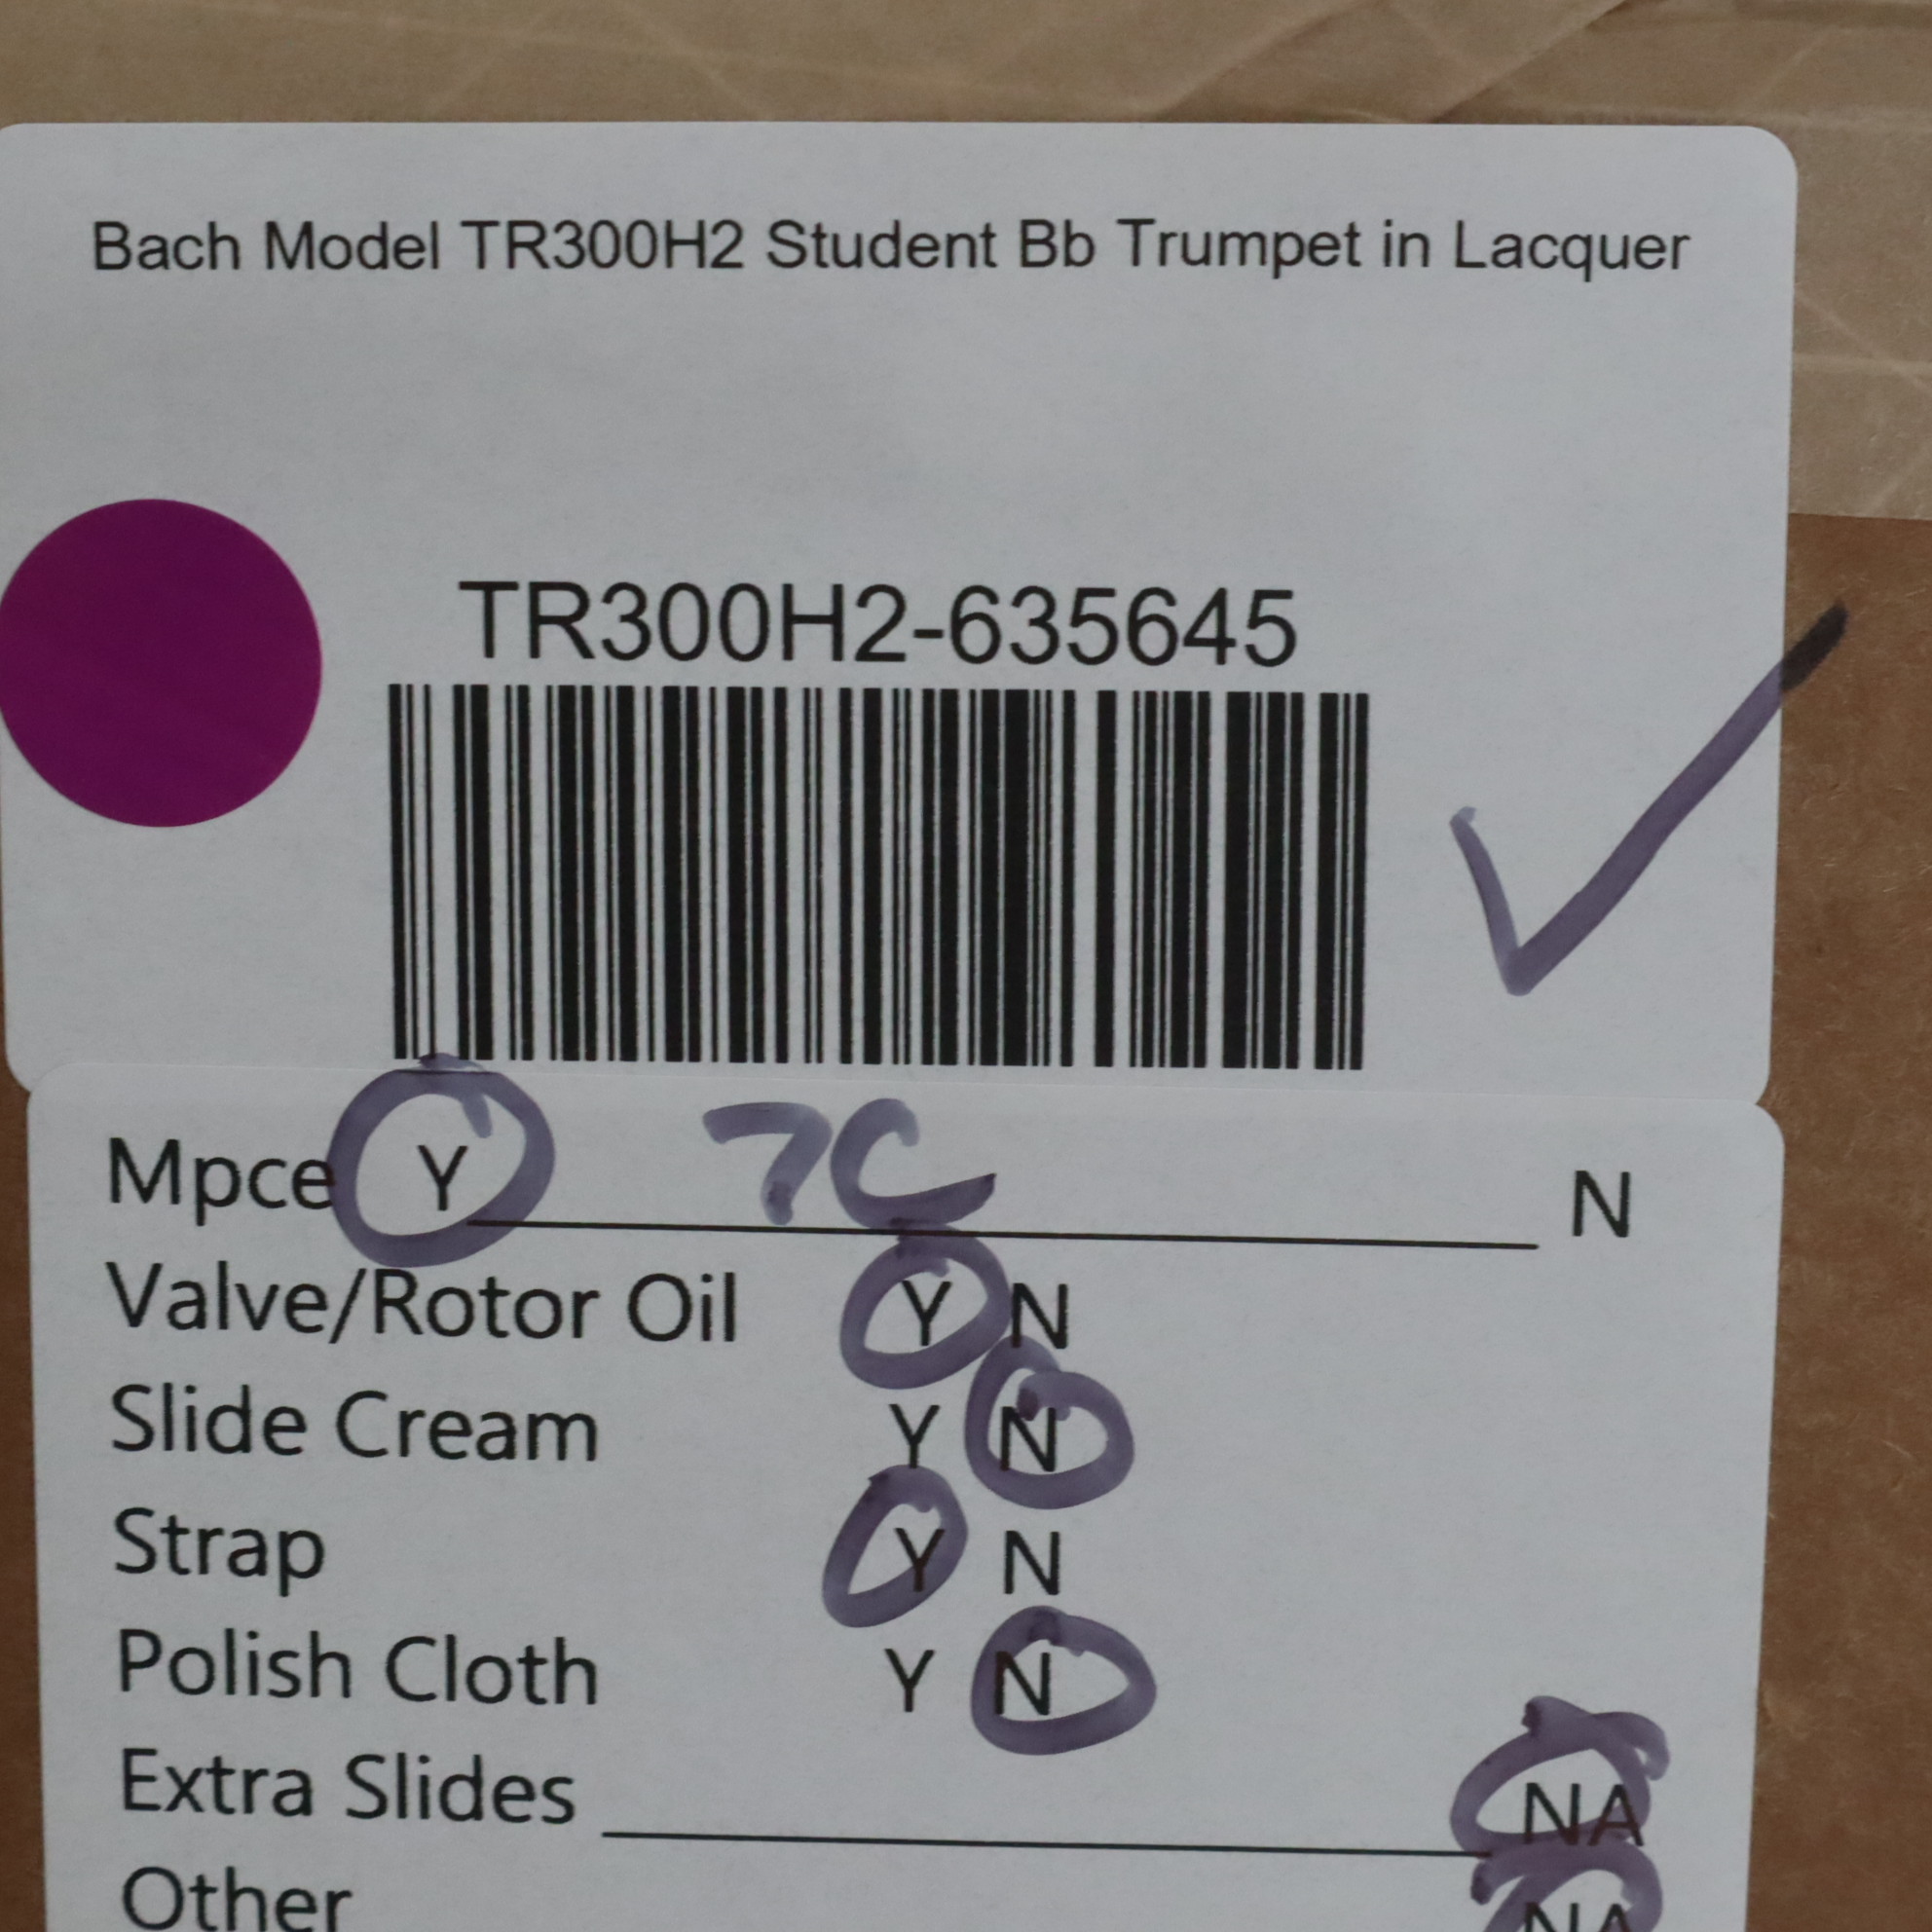 Bach Model TR300H2 Student Bb Trumpet in Lacquer
TR300H2-635645
Mpce Y 7C N
Valve/Rotor Oil Y N
Slide Cream Y N
Strap Y N
Polish Cloth Y N
Extra Slides NA
Other NA